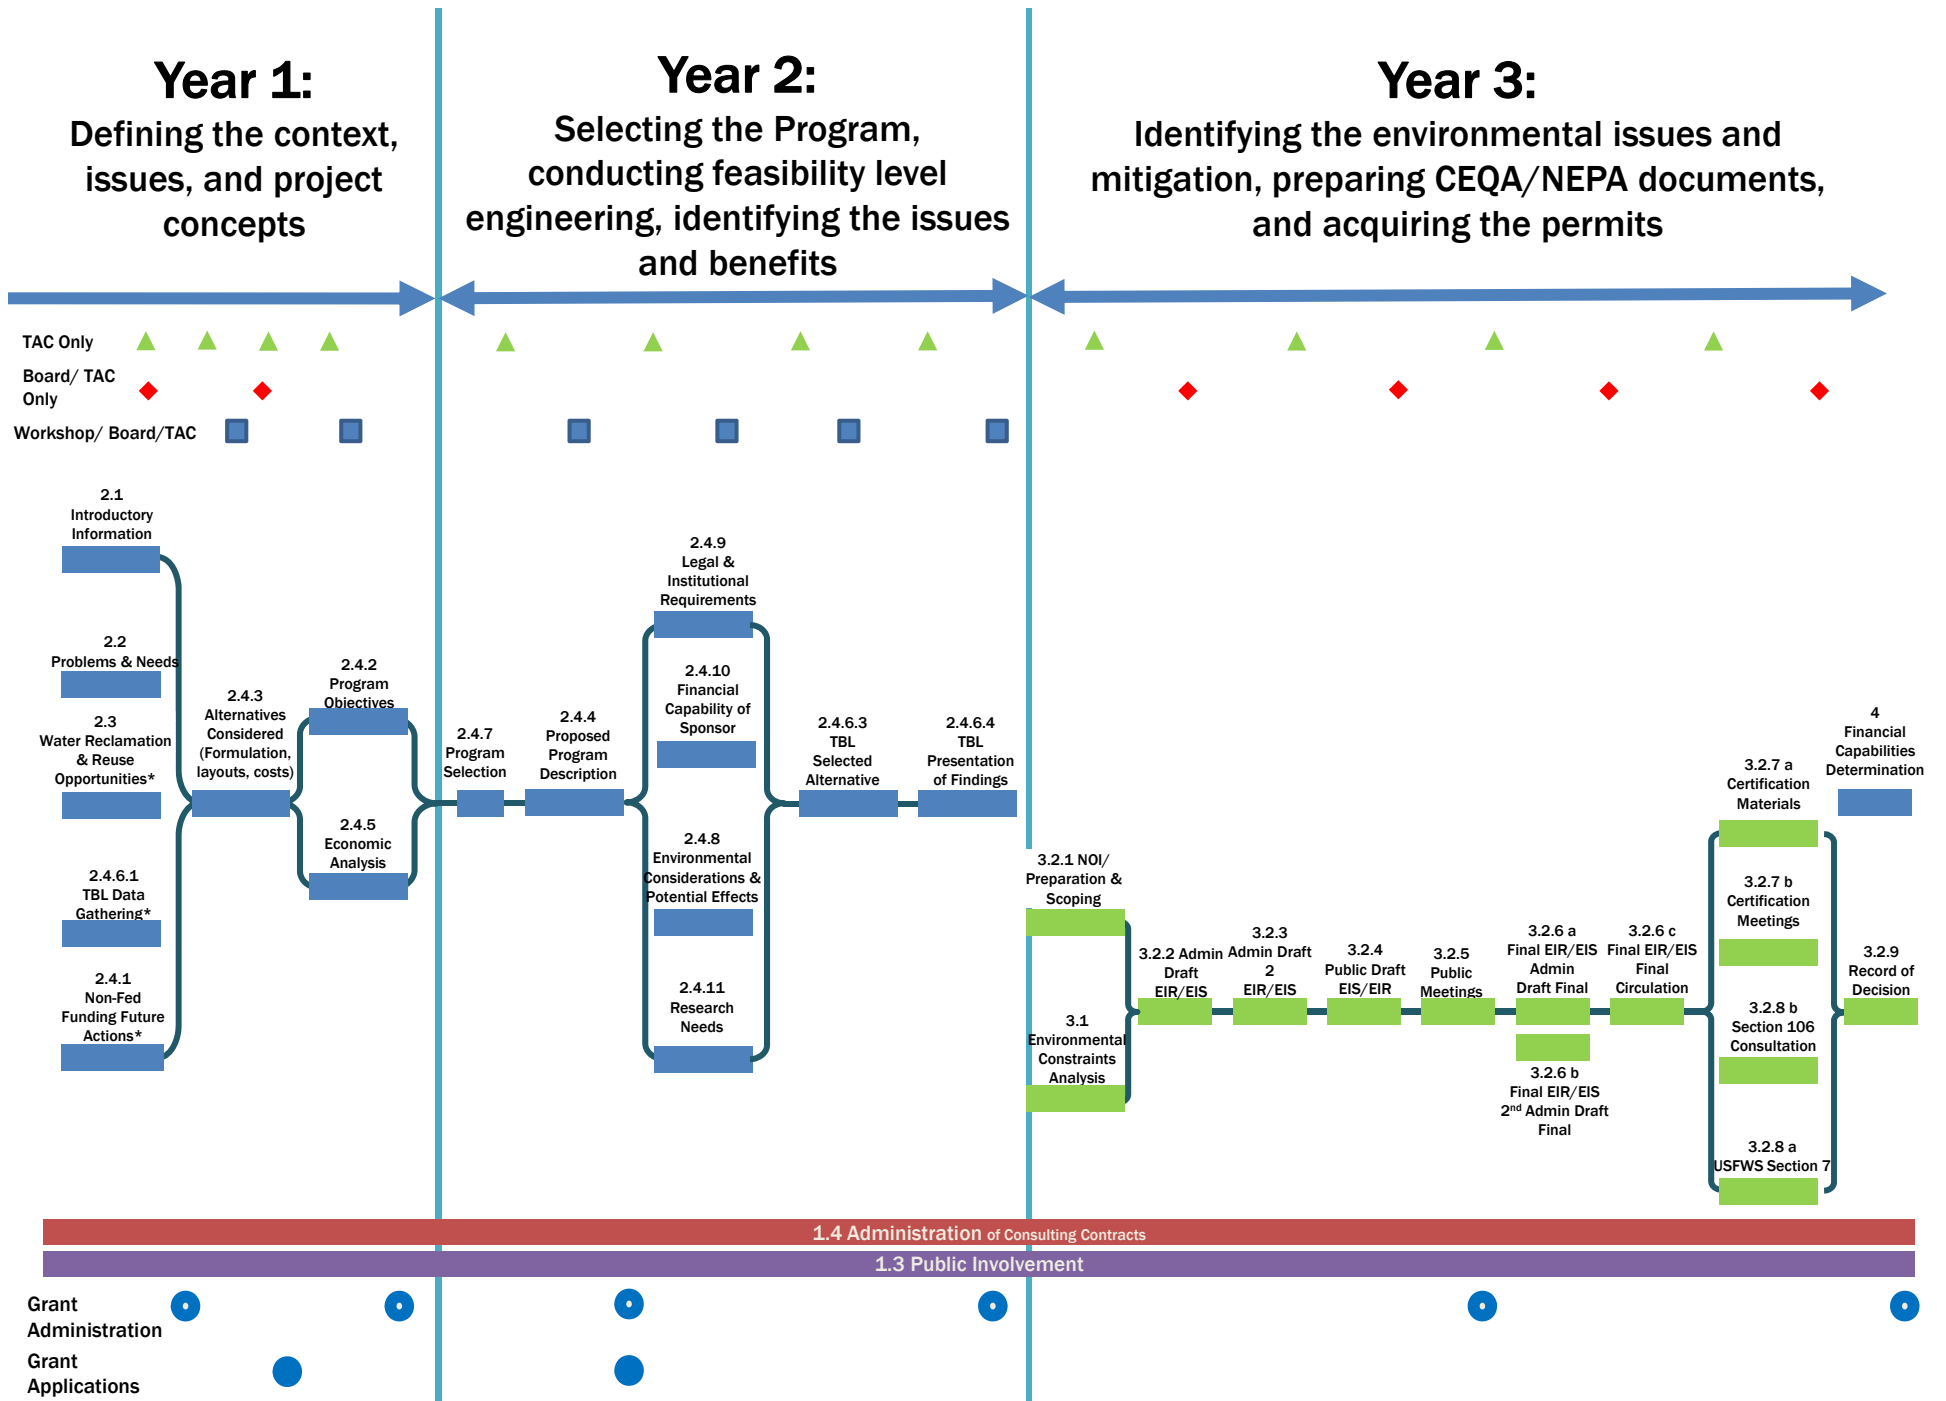 Year 1:
Defining the context,
issues, and project
concepts
Year 2:
Selecting the Program,
conducting feasibility level
engineering, identifying the issues
and benefits
Year 3:
Identifying the environmental issues and
mitigation, preparing CEQA/NEPA documents,
and acquiring the permits
TAC Only
Board/ TAC
Only
Workshop/ Board/TAC
2.1
Introductory
Information
2.2
Problems & Needs
2.3
Water Reclamation
& Reuse
Opportunities*
2.4.6.1
TBL Data
Gathering*
2.4.1
Non-Fed
Funding Future
Actions*
2.4.3
Alternatives
Considered
(Formulation,
layouts, costs)
2.4.2
Program
Objectives
2.4.5
Economic
Analysis
2.4.7
Program
Selection
2.4.4
Proposed
Program
Description
2.4.9
Legal &
Institutional
Requirements
2.4.10
Financial
Capability of
Sponsor
2.4.8
Environmental
Considerations &
Potential Effects
2.4.11
Research
Needs
2.4.6.3
TBL
Selected
Alternative
2.4.6.4
TBL
Presentation
of Findings
3.2.1 NOI/
Preparation &
Scoping
3.1
Environmental
Constraints
Analysis
3.2.2 Admin
Draft
EIR/EIS
3.2.3
Admin Draft
2
EIR/EIS
3.2.4
Public Draft
EIS/EIR
3.2.5
Public
Meetings
3.2.6 a
Final EIR/EIS
Admin
Draft Final
3.2.6 b
Final EIR/EIS
2nd Admin Draft
Final
3.2.6 c
Final EIR/EIS
Final
Circulation
3.2.7 a
Certification
Materials
3.2.7 b
Certification
Meetings
3.2.8 b
Section 106
Consultation
3.2.8 a
USFWS Section 7
4
Financial
Capabilities
Determination
3.2.9
Record of
Decision
1.4 Administration of Consulting Contracts
1.3 Public Involvement
Grant
Administration
Grant
Applications